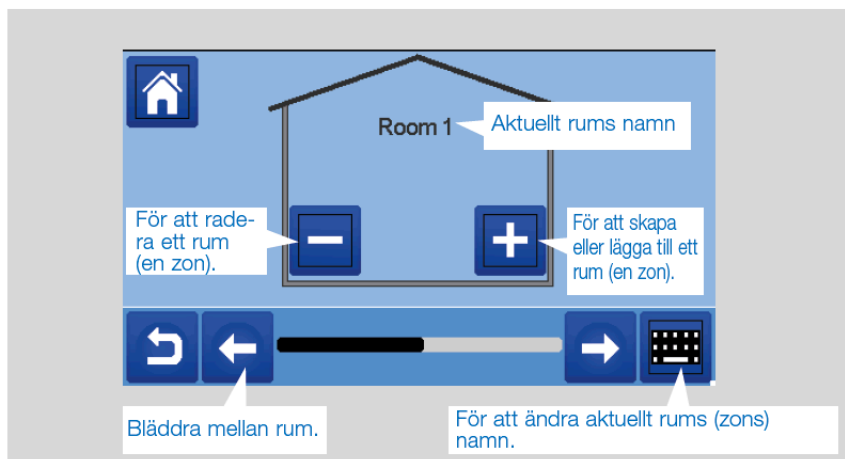 Room 1
Aktuellt rums namn
För att rade-
ra ett rum
(en zon).
För att skapa
eller lägga till ett
rum (en zon).
Bläddra mellan rum.
För att ändra aktuellt rums (zons)
namn.